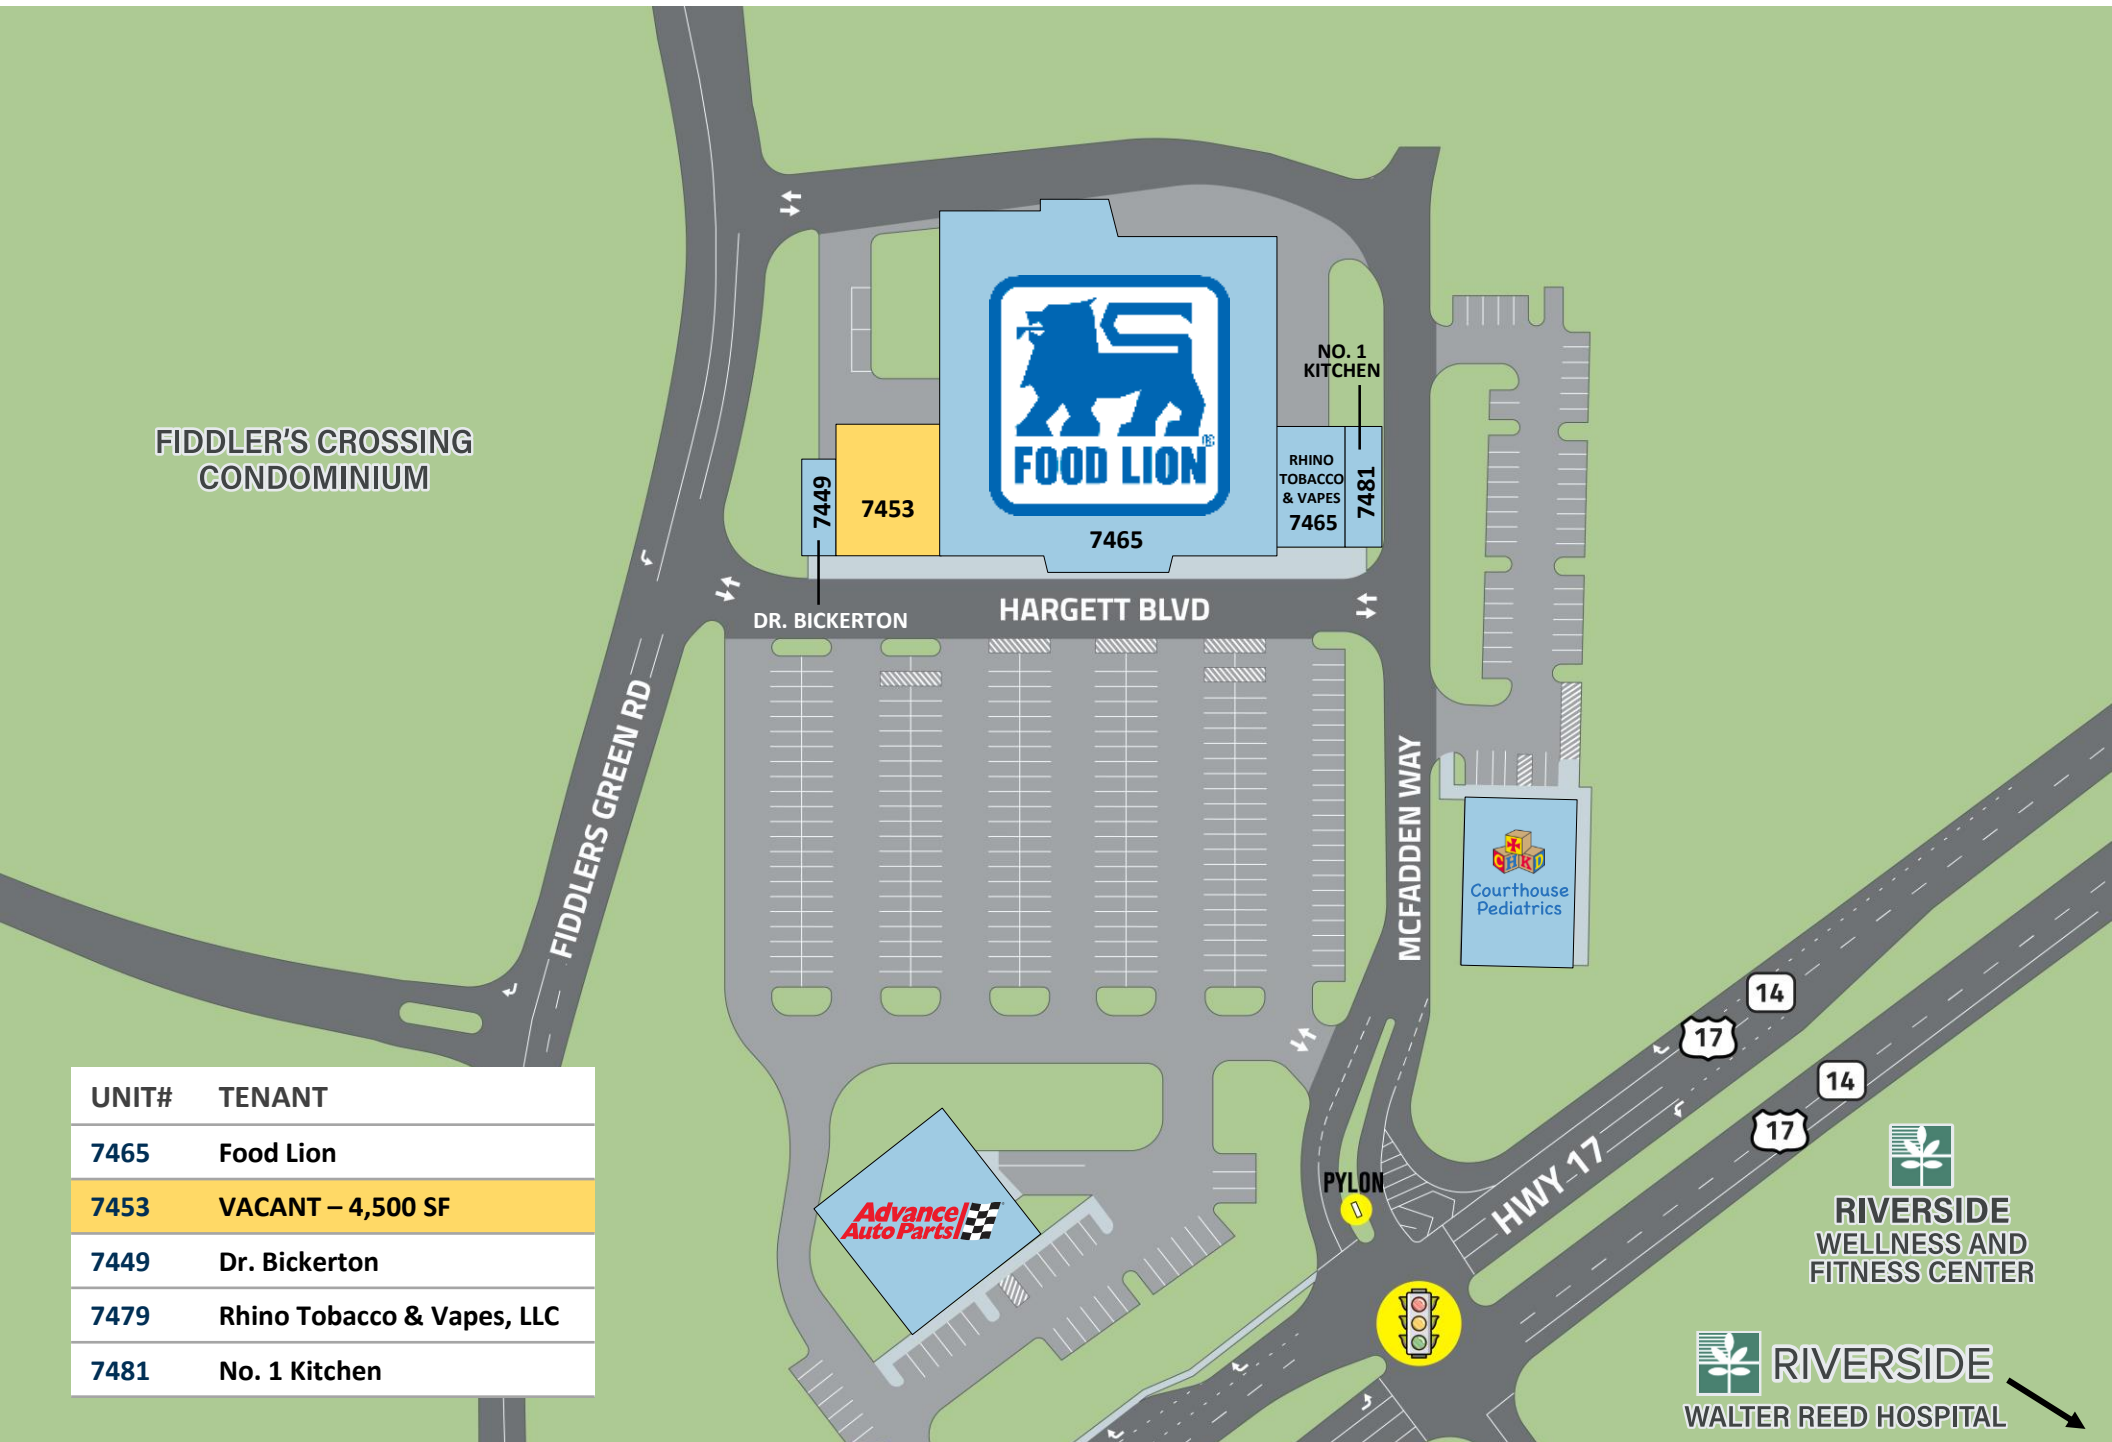 FOOD LION
7465
NO. 1
KITCHEN
RHINO
TOBACCO
& VAPES
7465
7481
7449
7453
DR. BICKERTON
HARGETT BLVD
FIDDLER'S CROSSING
CONDOMINIUM
FIDDLERS GREEN RD
MCFADDEN WAY
CHKD
Courthouse
Pediatrics
14
17
14
17
HWY 17
PYLON
Advance
Auto Parts
RIVERSIDE
WELLNESS AND
FITNESS CENTER
RIVERSIDE
WALTER REED HOSPITAL
UNIT# TENANT
7465 Food Lion
7453 VACANT – 4,500 SF
7449 Dr. Bickerton
7479 Rhino Tobacco & Vapes, LLC
7481 No. 1 Kitchen